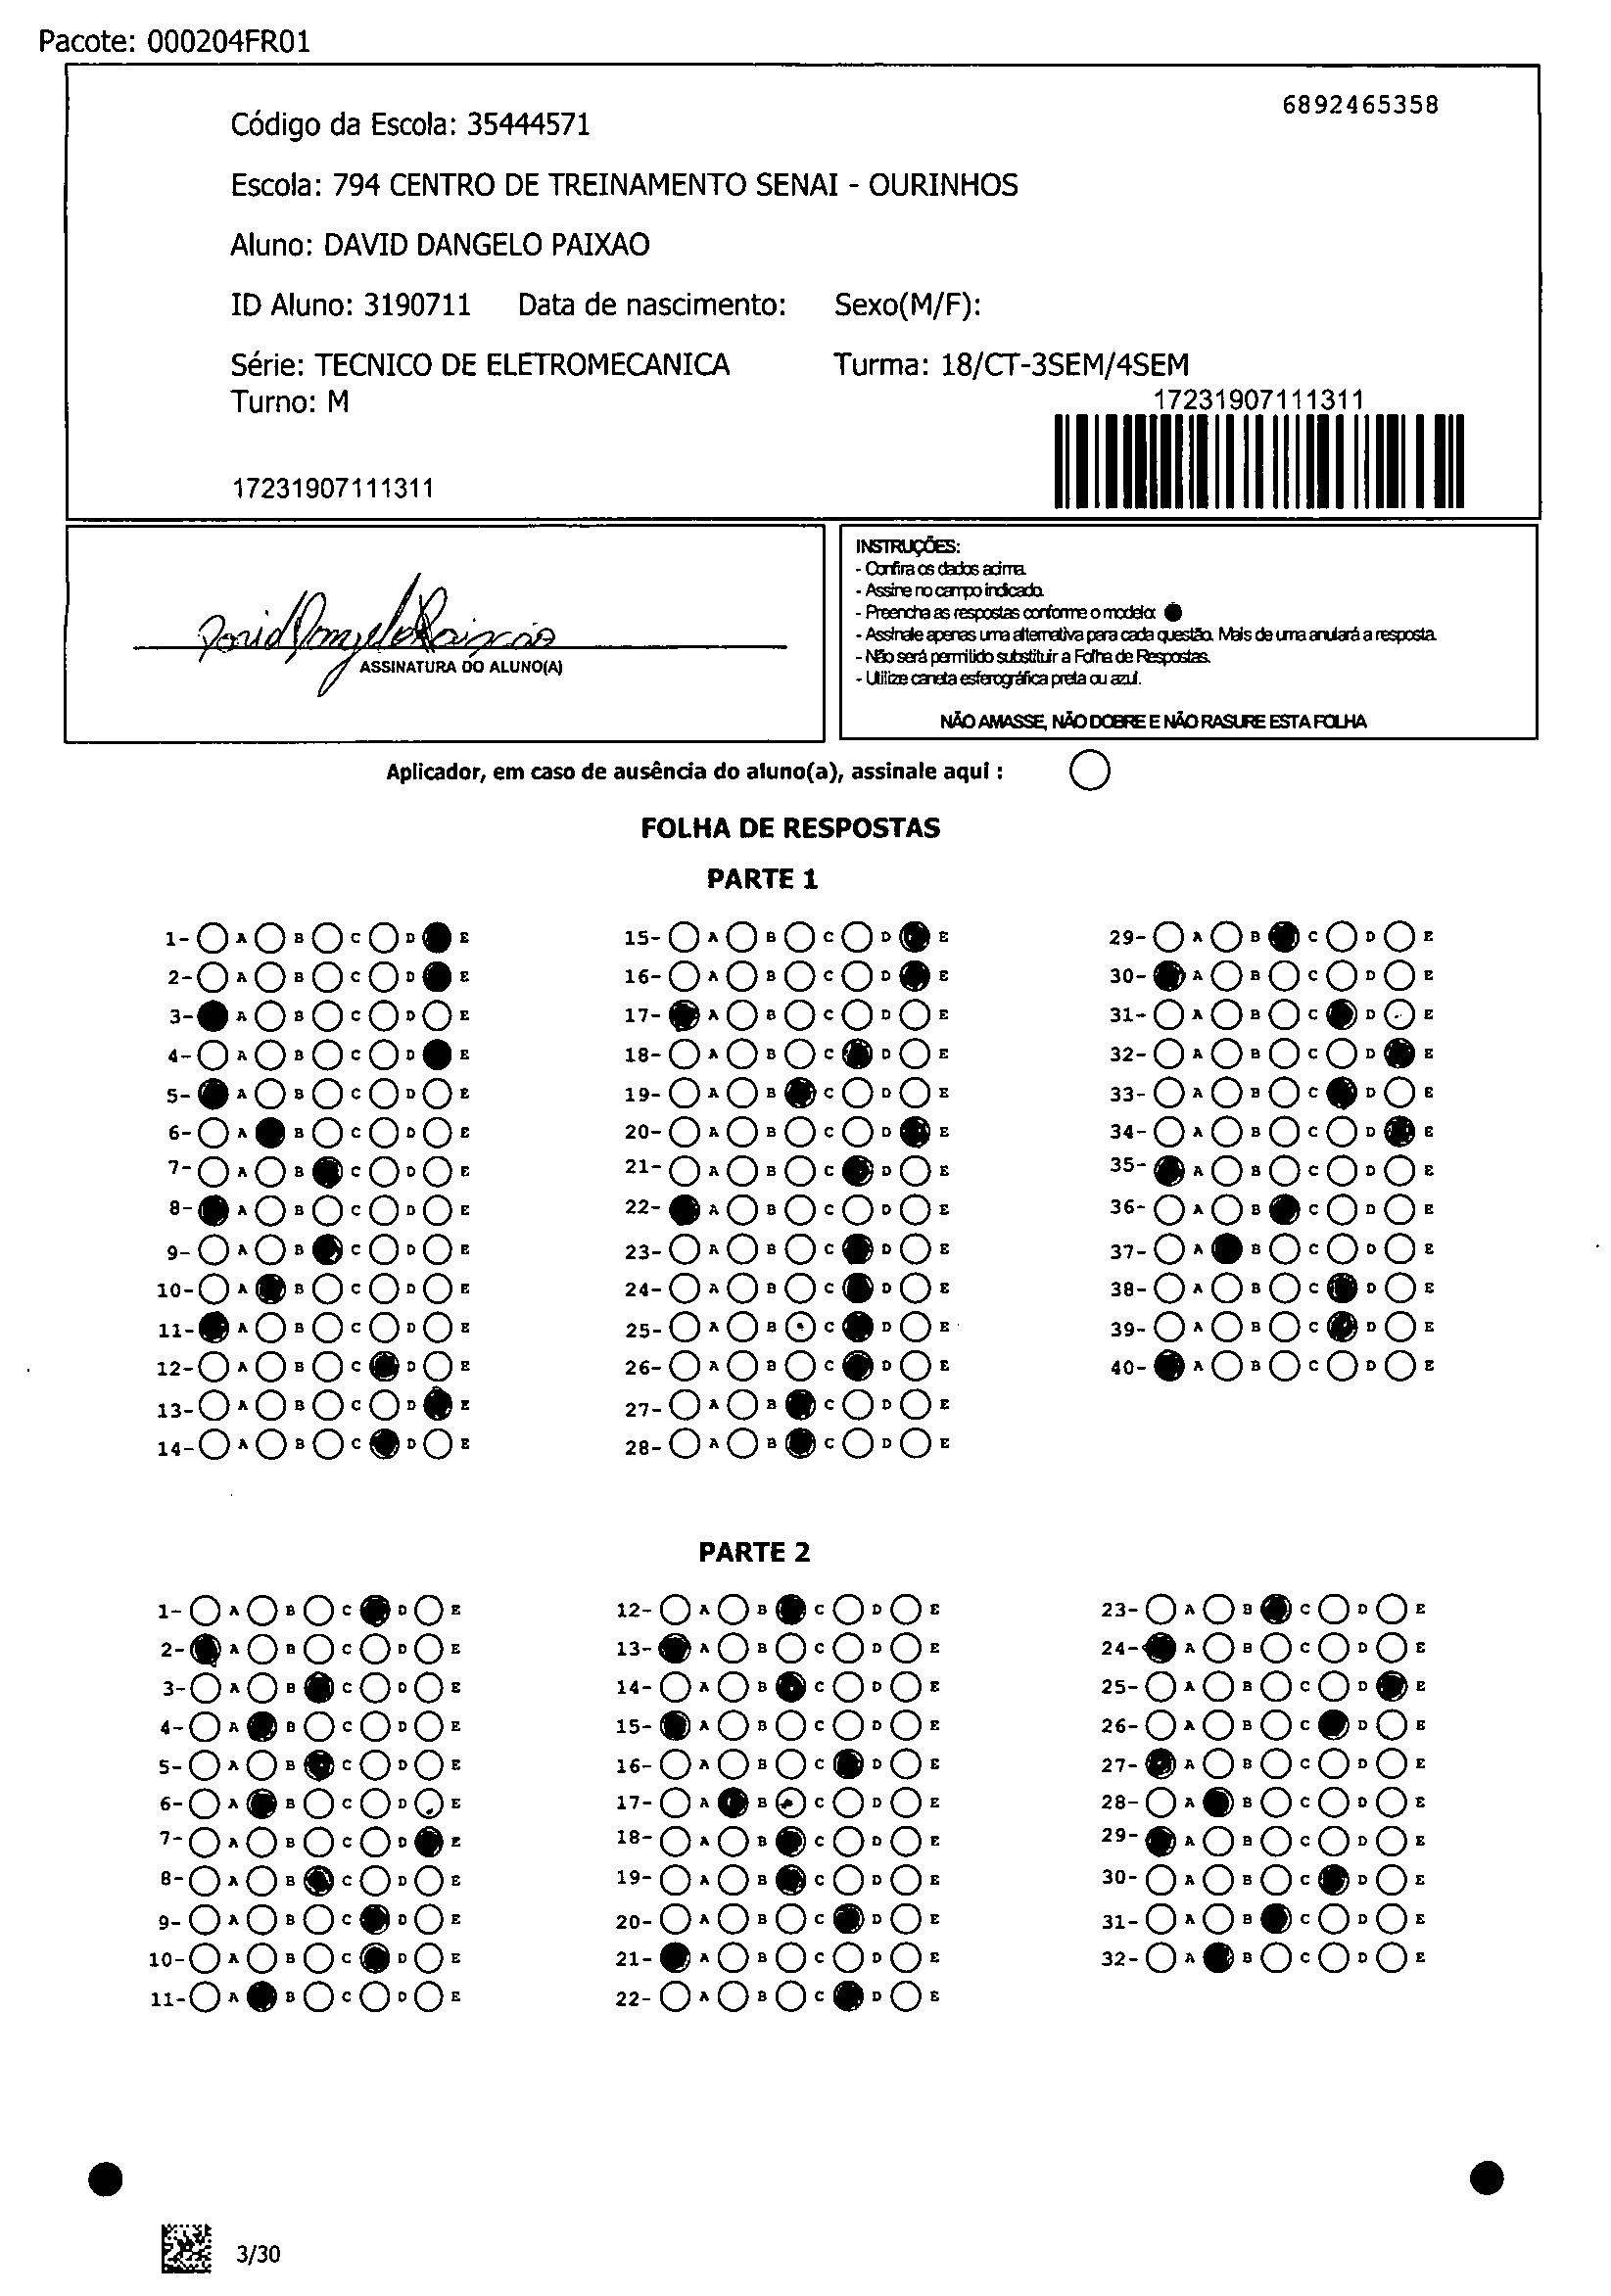 Pacote: 000204FR01
6892465358
Código da Escola: 35444571
Escola: 794 CENTRO DE TREINAMENTO SENAI - OURINHOS
Aluno: DAVID DANGELO PAIXAO
ID Aluno: 3190711 Data de nascimento: Sexo(M/F):
Série: TECNICO DE ELETROMECANICA Turma: 18/CT-3SEM/4SEM
Turno: M
17231907111311
17231907111311
David Dangelo Paixão
ASSINATURA DO ALUNO(A)
INSTRUÇÕES:
- Confira os dados acima.
- Assine no campo indicado.
- Preencha as respostas conforme o modelo:
- Assinale apenas uma alternativa para cada questão. Mais de uma anulará a resposta.
- Não será permitido substituir a Folha de Respostas.
- Utilize caneta esferográfica preta ou azul.
NÃO AMASSE, NÃO DOBRE E NÃO RASURE ESTA FOLHA
Aplicador, em caso de ausência do aluno(a), assinale aqui :
FOLHA DE RESPOSTAS
PARTE 1
1- A B C D E 15- A B C D E 29- A B C D E
2- A B C D E 16- A B C D E 30- A B C D E
3- A B C D E 17- A B C D E 31- A B C D E
4- A B C D E 18- A B C D E 32- A B C D E
5- A B C D E 19- A B C D E 33- A B C D E
6- A B C D E 20- A B C D E 34- A B C D E
7- A B C D E 21- A B C D E 35- A B C D E
8- A B C D E 22- A B C D E 36- A B C D E
9- A B C D E 23- A B C D E 37- A B C D E
10- A B C D E 24- A B C D E 38- A B C D E
11- A B C D E 25- A B C D E 39- A B C D E
12- A B C D E 26- A B C D E 40- A B C D E
13- A B C D E 27- A B C D E
14- A B C D E 28- A B C D E
PARTE 2
1- A B C D E 12- A B C D E 23- A B C D E
2- A B C D E 13- A B C D E 24- A B C D E
3- A B C D E 14- A B C D E 25- A B C D E
4- A B C D E 15- A B C D E 26- A B C D E
5- A B C D E 16- A B C D E 27- A B C D E
6- A B C D E 17- A B C D E 28- A B C D E
7- A B C D E 18- A B C D E 29- A B C D E
8- A B C D E 19- A B C D E 30- A B C D E
9- A B C D E 20- A B C D E 31- A B C D E
10- A B C D E 21- A B C D E 32- A B C D E
11- A B C D E 22- A B C D E
3/30